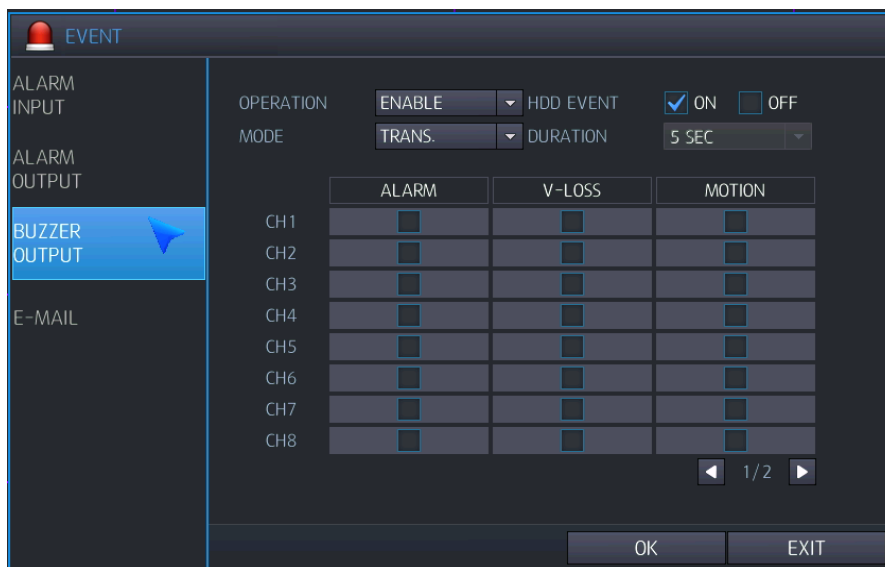 EVENT
ALARM
INPUT
ALARM
OUTPUT
BUZZER
OUTPUT
E-MAIL
OPERATION ENABLE HDD EVENT ON OFF
MODE TRANS. DURATION 5 SEC
ALARM V-LOSS MOTION
CH1
CH2
CH3
CH4
CH5
CH6
CH7
CH8
1/2
OK EXIT